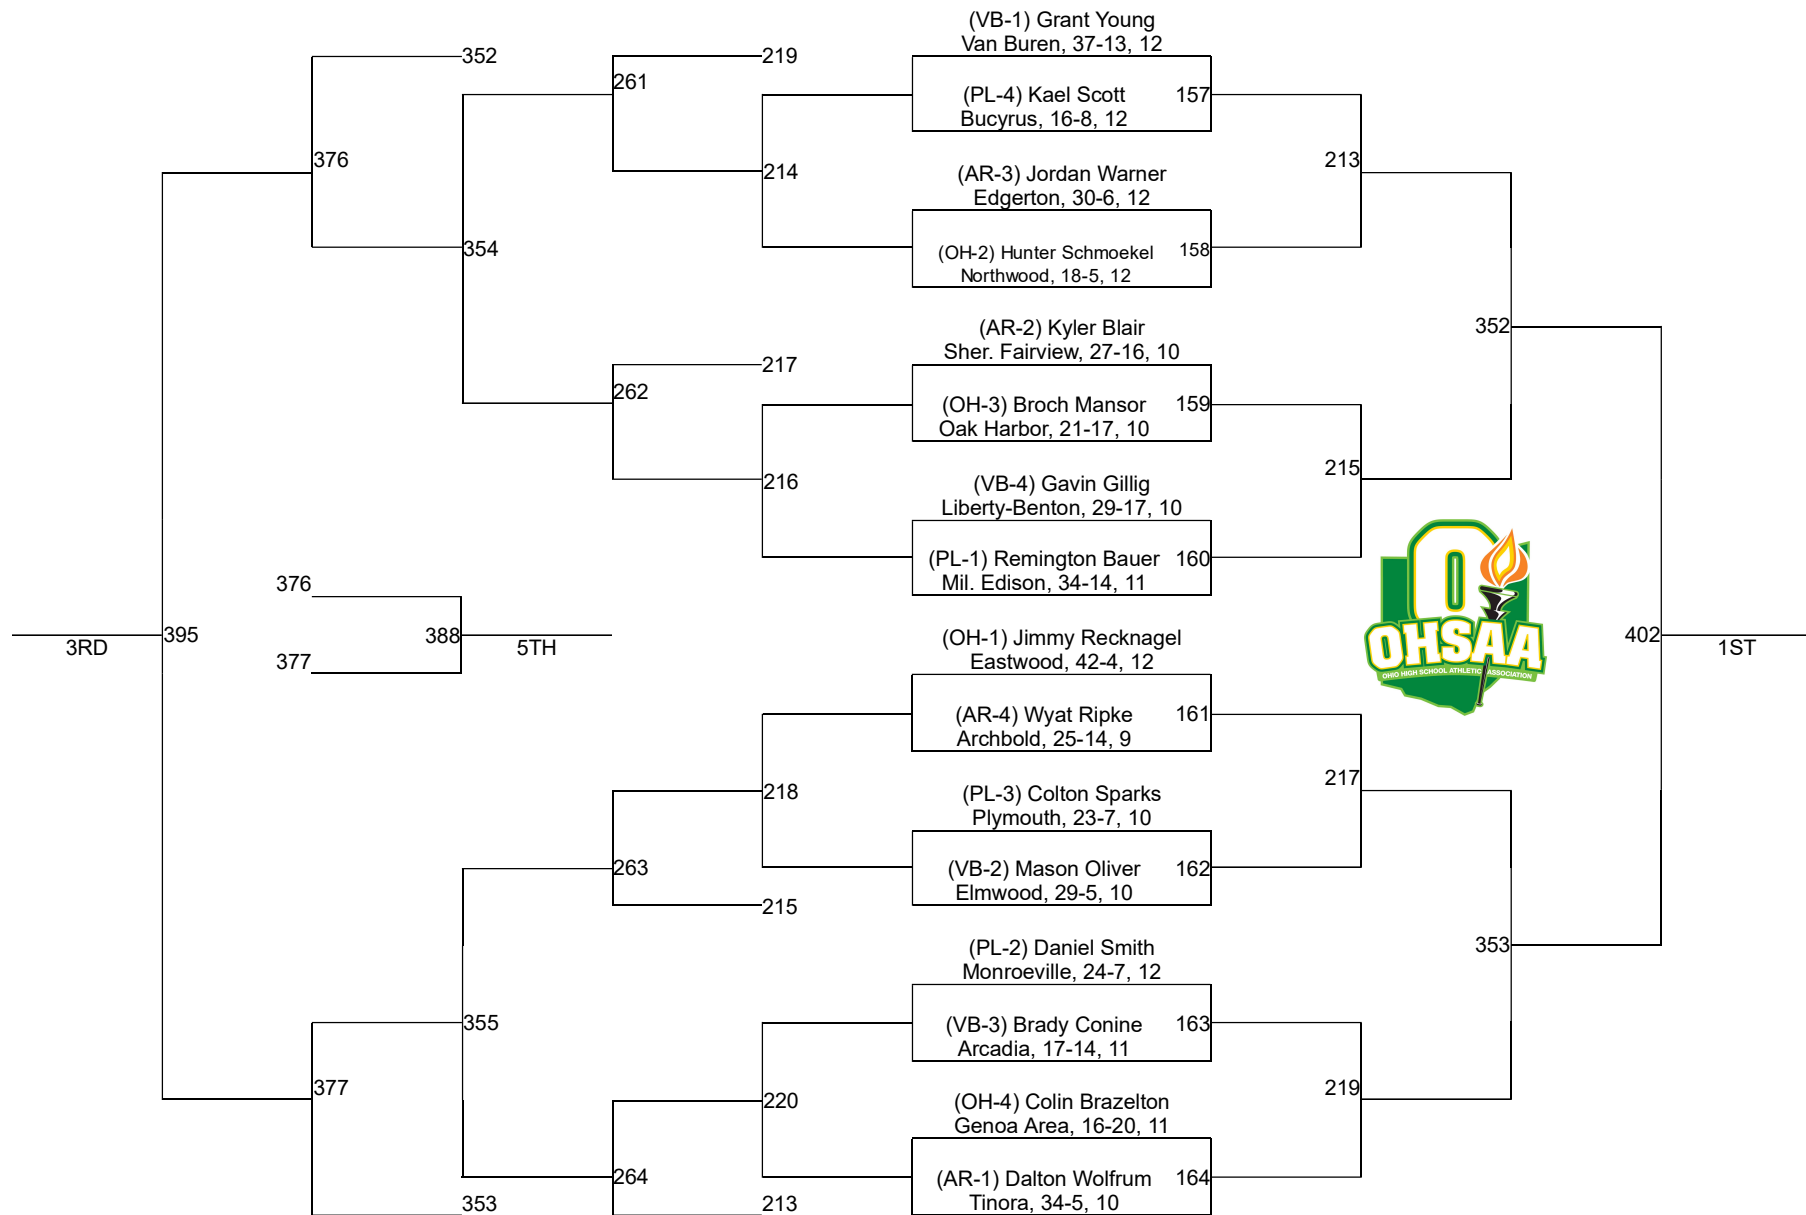 (VB-1) Grant Young
Van Buren, 37-13, 12
352
219
261
(PL-4) Kael Scott
157
Bucyrus, 16-8, 12
376
214
213
(AR-3) Jordan Warner
Edgerton, 30-6, 12
354
(OH-2) Hunter Schmoekel
158
Northwood, 18-5, 12
(AR-2) Kyler Blair
352
Sher. Fairview, 27-16, 10
217
262
(OH-3) Broch Mansor
159
Oak Harbor, 21-17, 10
216
215
(VB-4) Gavin Gillig
Liberty-Benton, 29-17, 10
(PL-1) Remington Bauer
160
Mil. Edison, 34-14, 11
376
395
388
3RD
5TH
377
(OH-1) Jimmy Recknagel
Eastwood, 42-4, 12
OHSAA
OHIO HIGH SCHOOL ATHLETIC ASSOCIATION
402
1ST
(AR-4) Wyat Ripke
161
Archbold, 25-14, 9
218
217
(PL-3) Colton Sparks
Plymouth, 23-7, 10
263
(VB-2) Mason Oliver
162
Elmwood, 29-5, 10
215
(PL-2) Daniel Smith
353
Monroeville, 24-7, 12
355
(VB-3) Brady Conine
163
Arcadia, 17-14, 11
377
220
219
(OH-4) Colin Brazelton
Genoa Area, 16-20, 11
264
(AR-1) Dalton Wolfrum
164
Tinora, 34-5, 10
353
213